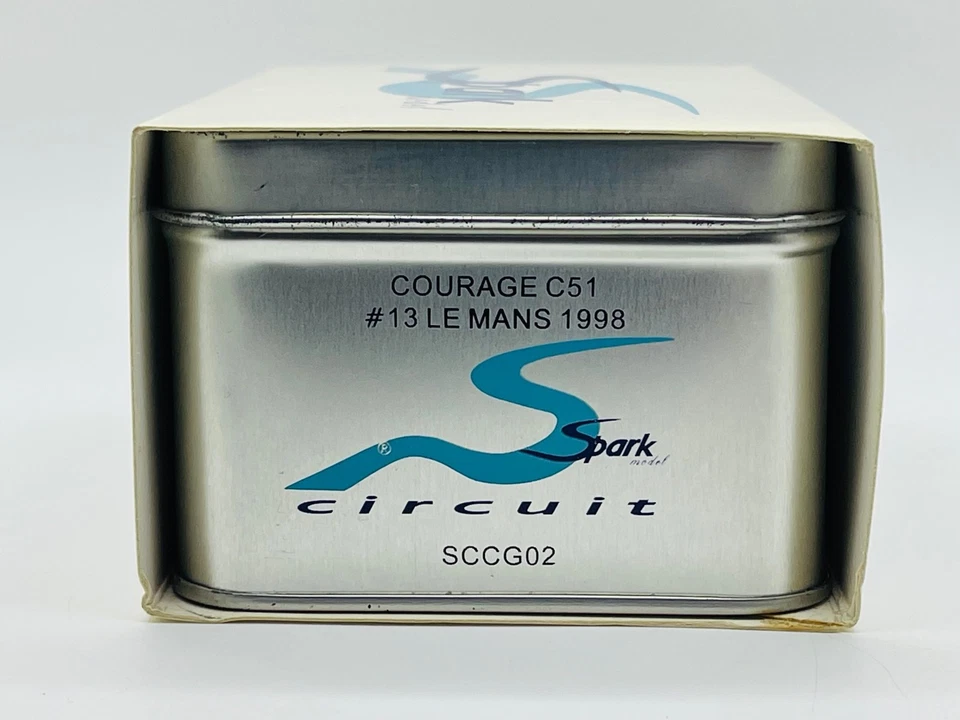 COURAGE C51
#13 LE MANS 1998
Spark
model
®
circuit
SCCG02